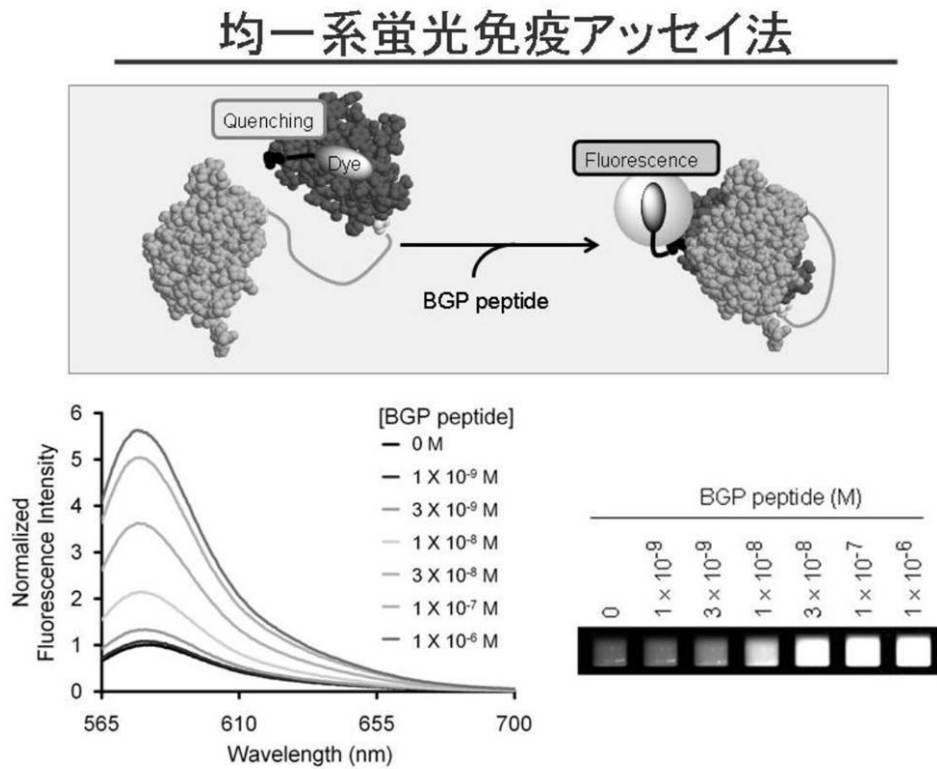 均一系蛍光免疫アッセイ法
Quenching
Dye
Fluorescence
BGP peptide
Normalized
Fluorescence Intensity
6
5
4
3
2
1
0
565
610
655
700
Wavelength (nm)
[BGP peptide]
0 M
1 X 10⁻⁹ M
3 X 10⁻⁹ M
1 X 10⁻⁸ M
3 X 10⁻⁸ M
1 X 10⁻⁷ M
1 X 10⁻⁶ M
BGP peptide (M)
0
1 × 10⁻⁹
3 × 10⁻⁹
1 × 10⁻⁸
3 × 10⁻⁸
1 × 10⁻⁷
1 × 10⁻⁶